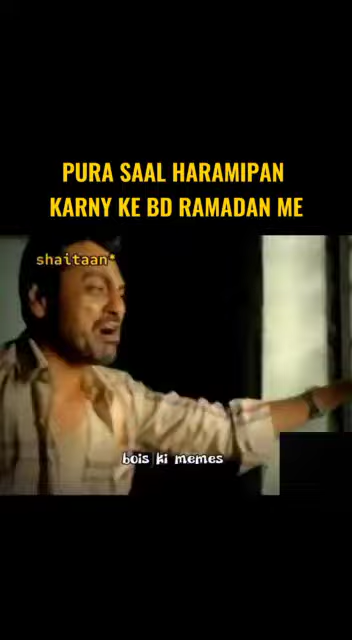 PURA SAAL HARAMIPAN
KARNY KE BD RAMADAN ME
shaitaan*
bois ki memes